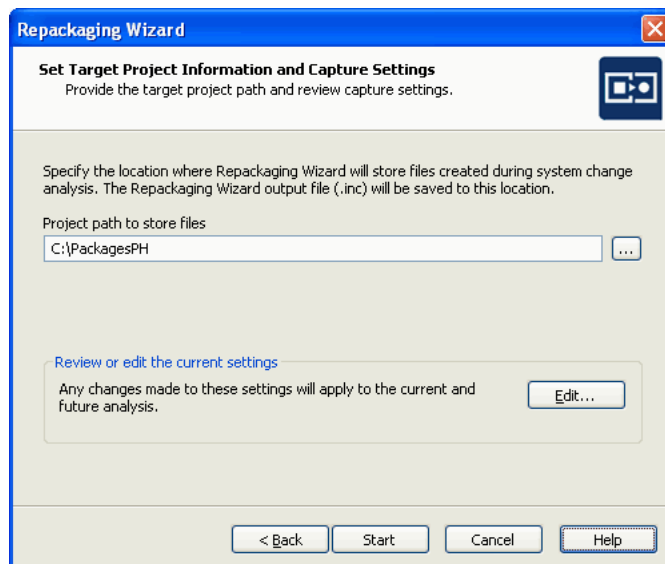 Repackaging Wizard
Set Target Project Information and Capture Settings
Provide the target project path and review capture settings.
Specify the location where Repackaging Wizard will store files created during system change
analysis. The Repackaging Wizard output file (.inc) will be saved to this location.
Project path to store files
C:\PackagesPH
...
Review or edit the current settings
Any changes made to these settings will apply to the current and
future analysis.
Edit...
< Back
Start
Cancel
Help